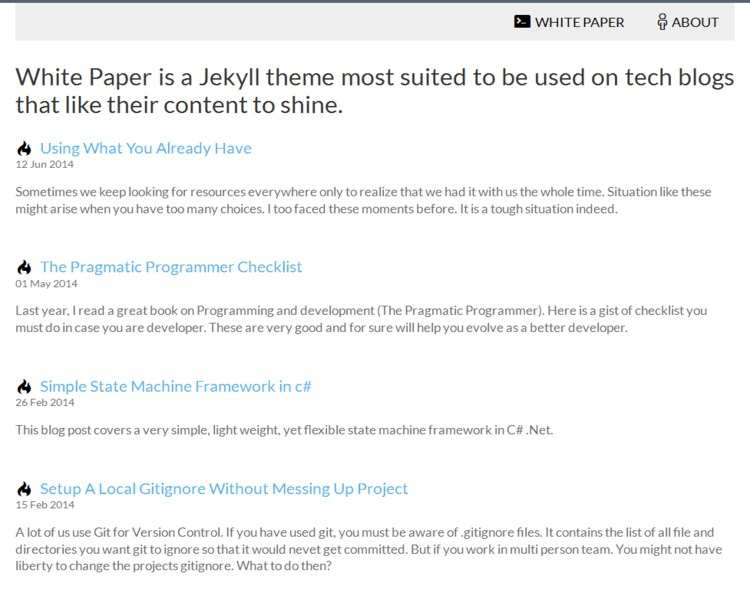 WHITE PAPER ABOUT
White Paper is a Jekyll theme most suited to be used on tech blogs
that like their content to shine.
Using What You Already Have
12 Jun 2014
Sometimes we keep looking for resources everywhere only to realize that we had it with us the whole time. Situation like these
might arise when you have too many choices. I too faced these moments before. It is a tough situation indeed.
The Pragmatic Programmer Checklist
01 May 2014
Last year, I read a great book on Programming and development (The Pragmatic Programmer). Here is a gist of checklist you
must do in case you are developer. These are very good and for sure will help you evolve as a better developer.
Simple State Machine Framework in c#
26 Feb 2014
This blog post covers a very simple, light weight, yet flexible state machine framework in C# .Net.
Setup A Local Gitignore Without Messing Up Project
15 Feb 2014
A lot of us use Git for Version Control. If you have used git, you must be aware of .gitignore files. It contains the list of all file and
directories you want git to ignore so that it would nevet get committed. But if you work in multi person team. You might not have
liberty to change the projects gitignore. What to do then?